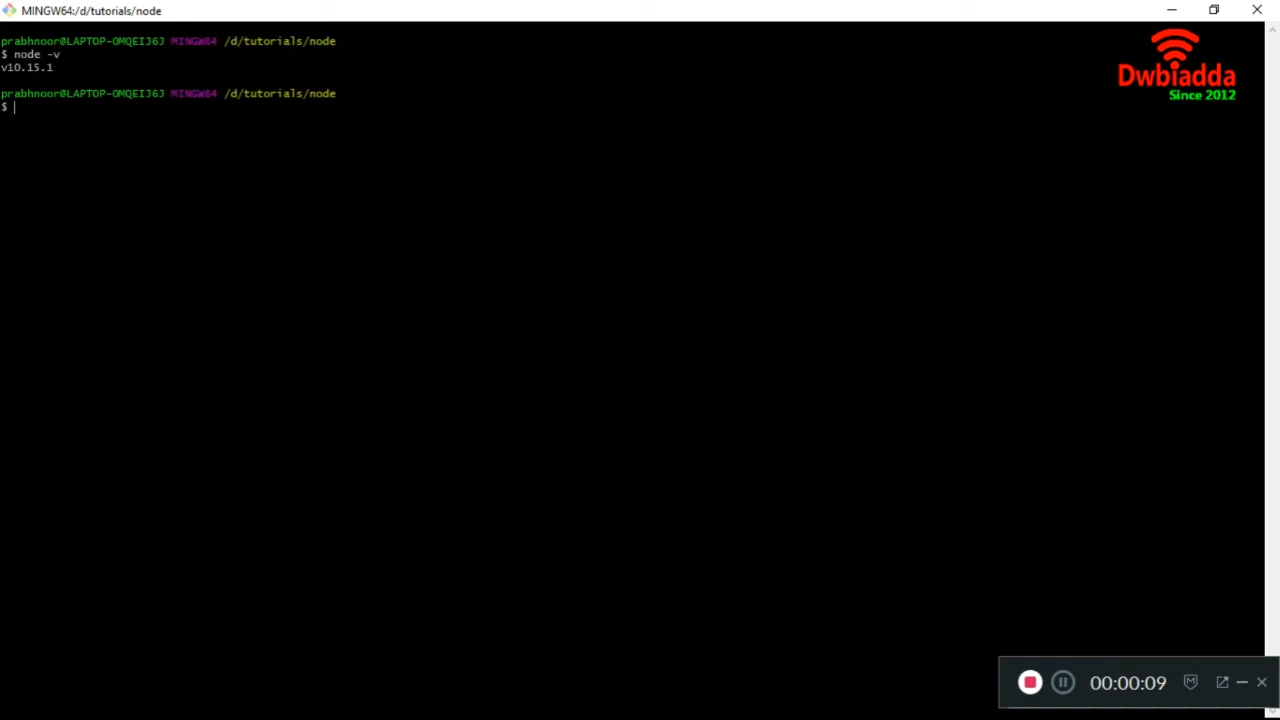 MINGW64:/d/tutorials/node
prabhnoor@LAPTOP-OMQEIJ6J MINGW64 /d/tutorials/node
$ node -v
v10.15.1
prabhnoor@LAPTOP-OMQEIJ6J MINGW64 /d/tutorials/node
$
Dwbiadda
Since 2012
00:00:09